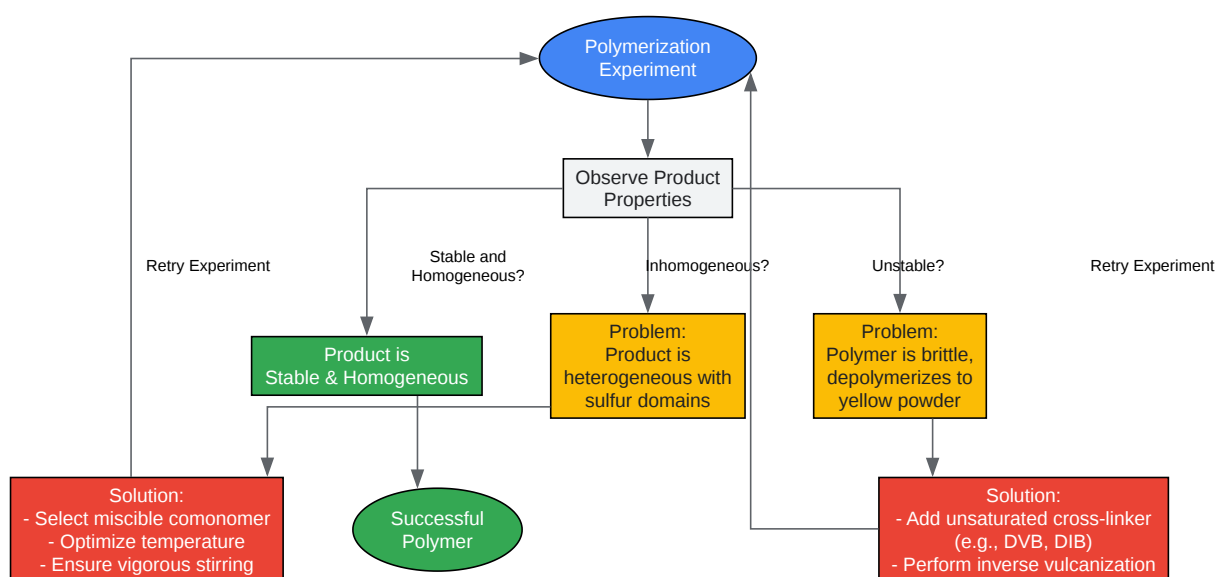 Polymerization
Experiment
Observe Product
Properties
Retry Experiment
Stable and
Homogeneous?
Inhomogeneous?
Unstable?
Retry Experiment
Product is
Stable & Homogeneous
Problem:
Product is
heterogeneous with
sulfur domains
Problem:
Polymer is brittle,
depolymerizes to
yellow powder
Solution:
- Select miscible comonomer
- Optimize temperature
- Ensure vigorous stirring
Successful
Polymer
Solution:
- Add unsaturated cross-linker
(e.g., DVB, DIB)
- Perform inverse vulcanization